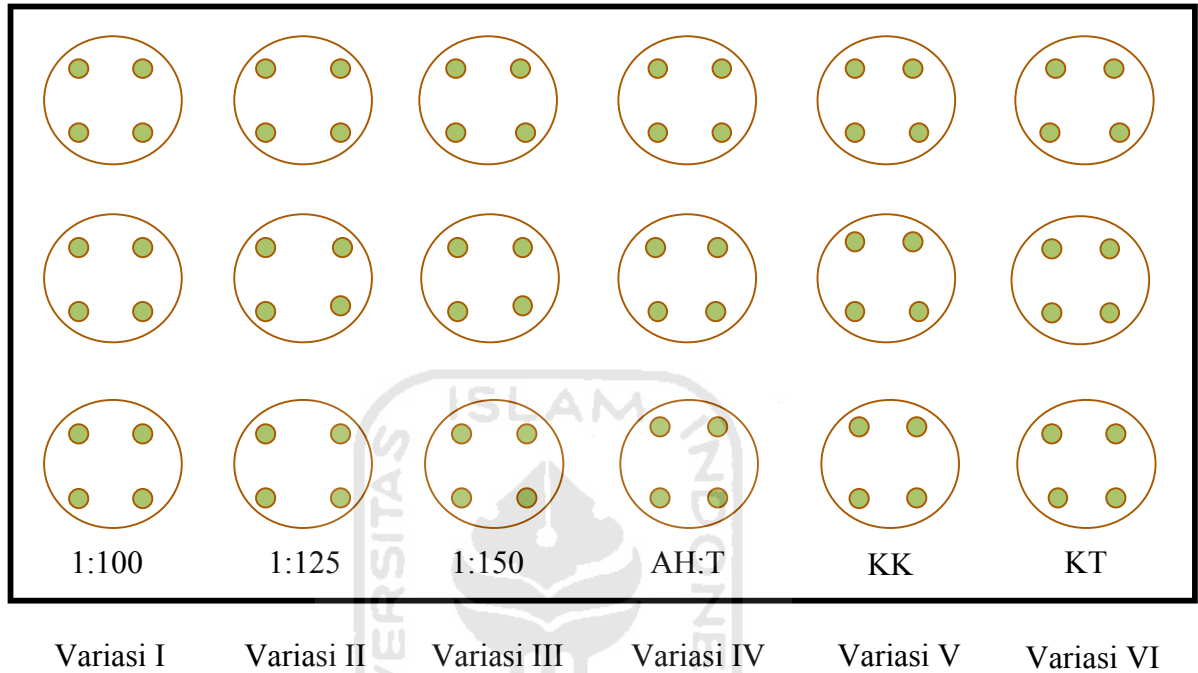 ISLAM
1:100 1:125 1:150 AH:T KK KT
Variasi I Variasi II Variasi III Variasi IV Variasi V Variasi VI